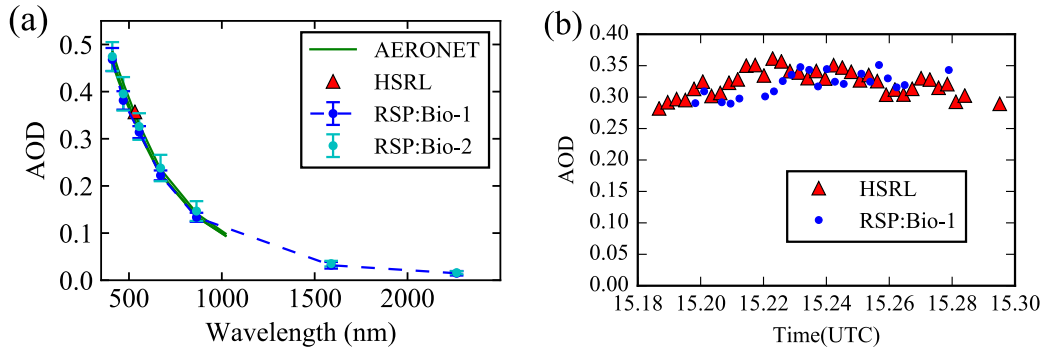 (a)
AOD
0.5
0.4
0.3
0.2
0.1
0.0
500
1000
1500
2000
Wavelength (nm)
AERONET
HSRL
RSP:Bio-1
RSP:Bio-2
(b)
AOD
0.40
0.35
0.30
0.25
0.20
0.15
0.10
0.05
0.00
15.18
15.20
15.22
15.24
15.26
15.28
15.30
Time(UTC)
HSRL
RSP:Bio-1